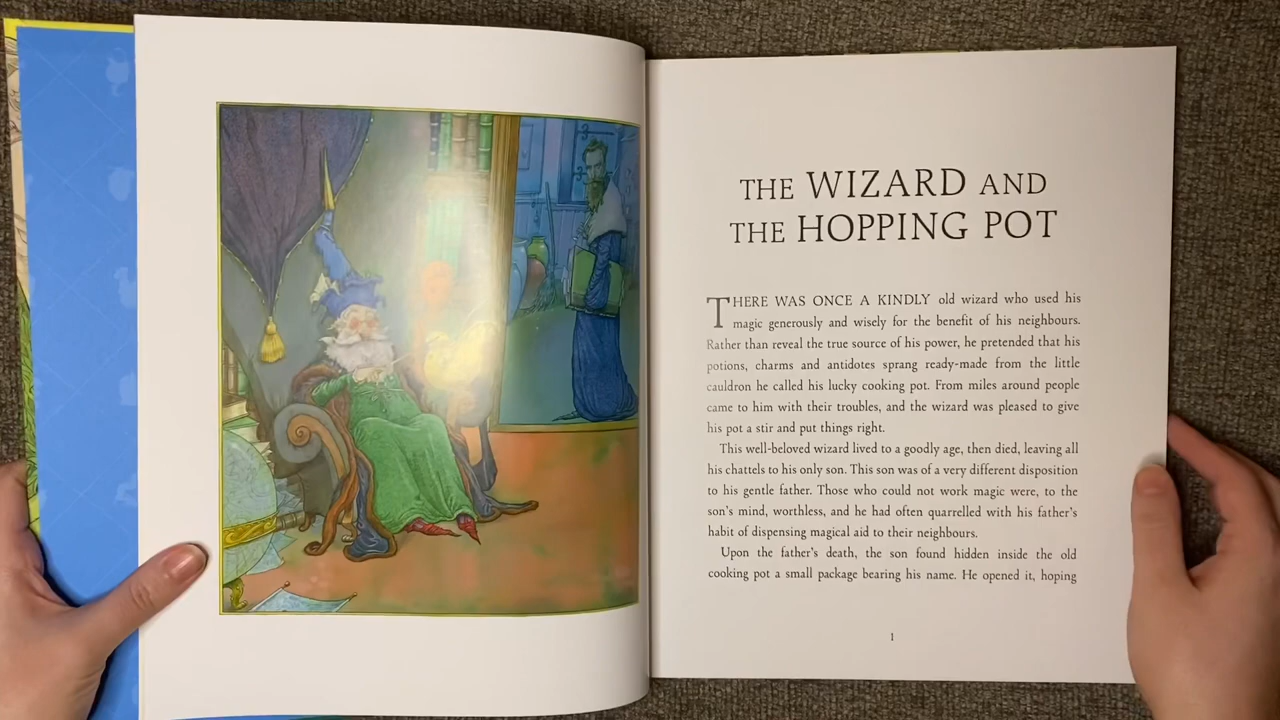 THE WIZARD AND
THE HOPPING POT
THERE WAS ONCE A KINDLY old wizard who used his
magic generously and wisely for the benefit of his neighbours.
Rather than reveal the true source of his power, he pretended that his
potions, charms and antidotes sprang ready-made from the little
cauldron he called his lucky cooking pot. From miles around people
came to him with their troubles, and the wizard was pleased to give
his pot a stir and put things right.
This well-beloved wizard lived to a goodly age, then died, leaving all
his chattels to his only son. This son was of a very different disposition
to his gentle father. Those who could not work magic were, to the
son's mind, worthless, and he had often quarrelled with his father's
habit of dispensing magical aid to their neighbours.
Upon the father's death, the son found hidden inside the old
cooking pot a small package bearing his name. He opened it, hoping
1